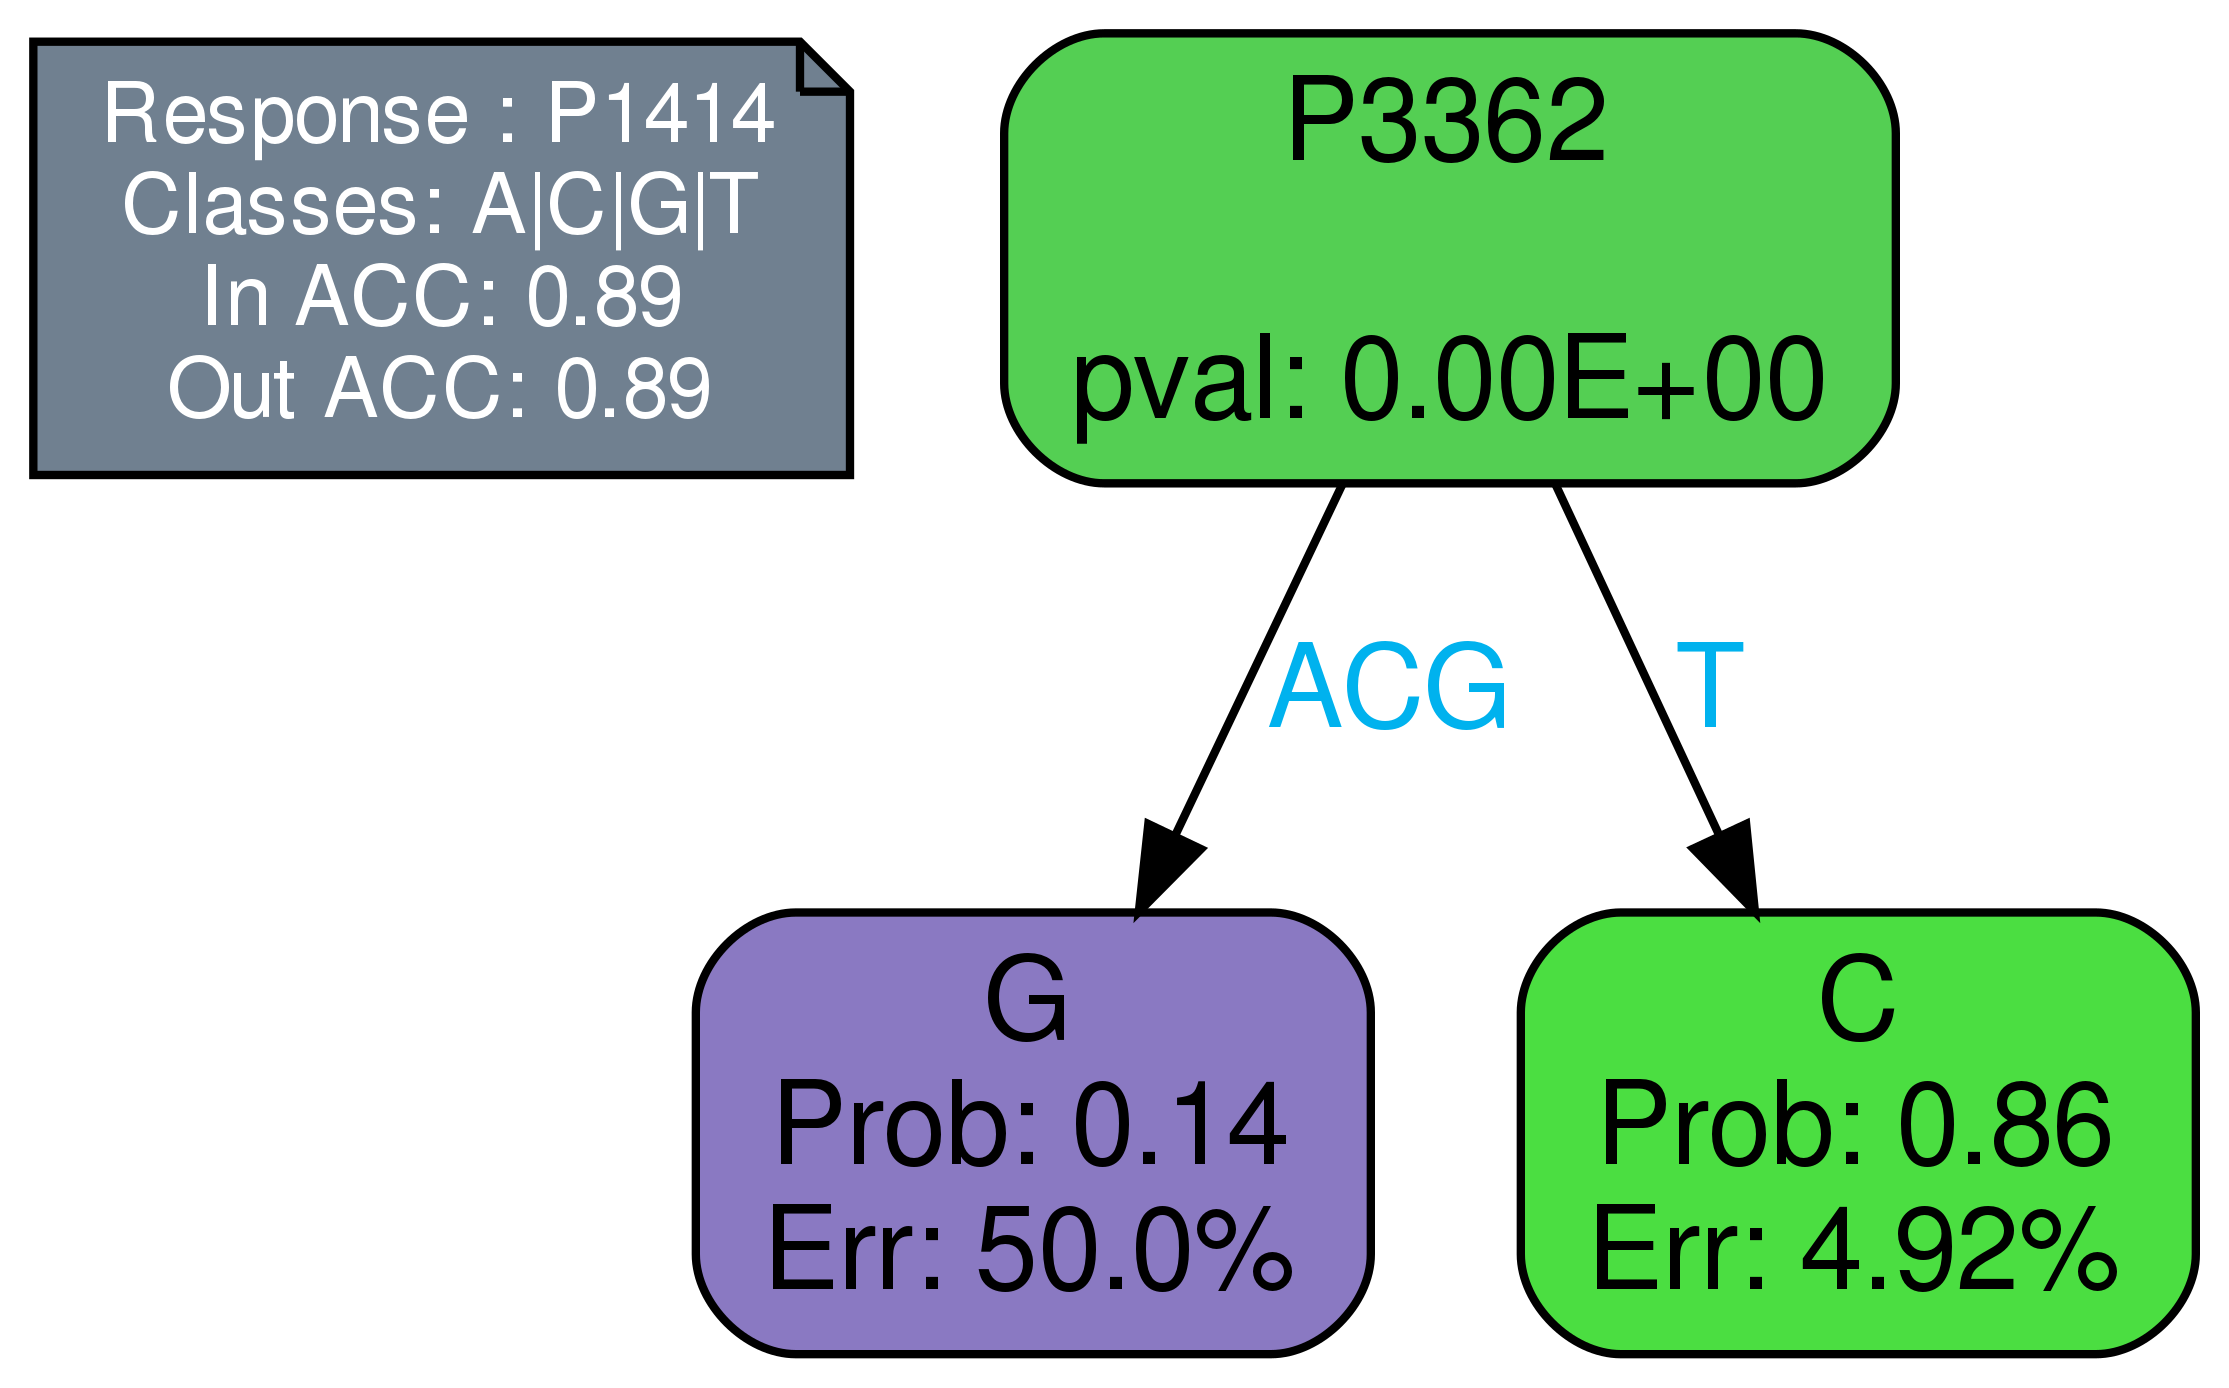 Response : P1414
Classes: A|C|G|T
In ACC: 0.89
Out ACC: 0.89
P3362
pval: 0.00E+00
ACG
T
G
Prob: 0.14
Err: 50.0%
C
Prob: 0.86
Err: 4.92%